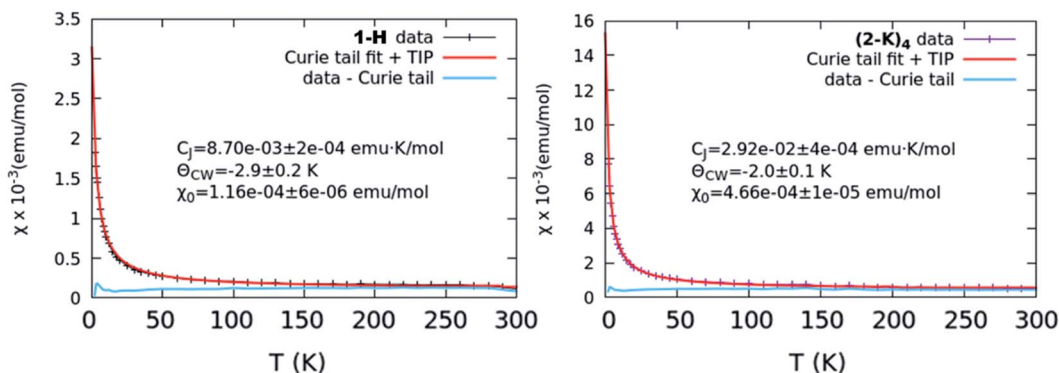 3.5
3
2.5
2
1.5
1
0.5
0
χ x 10⁻³(emu/mol)
1-H data
Curie tail fit + TIP
data - Curie tail
C_J=8.70e-03±2e-04 emu·K/mol
Θ_CW=-2.9±0.2 K
χ₀=1.16e-04±6e-06 emu/mol
0 50 100 150 200 250 300
T (K)
16
14
12
10
8
6
4
2
0
χ x 10⁻³(emu/mol)
(2-K)₄ data
Curie tail fit + TIP
data - Curie tail
C_J=2.92e-02±4e-04 emu·K/mol
Θ_CW=-2.0±0.1 K
χ₀=4.66e-04±1e-05 emu/mol
0 50 100 150 200 250 300
T (K)